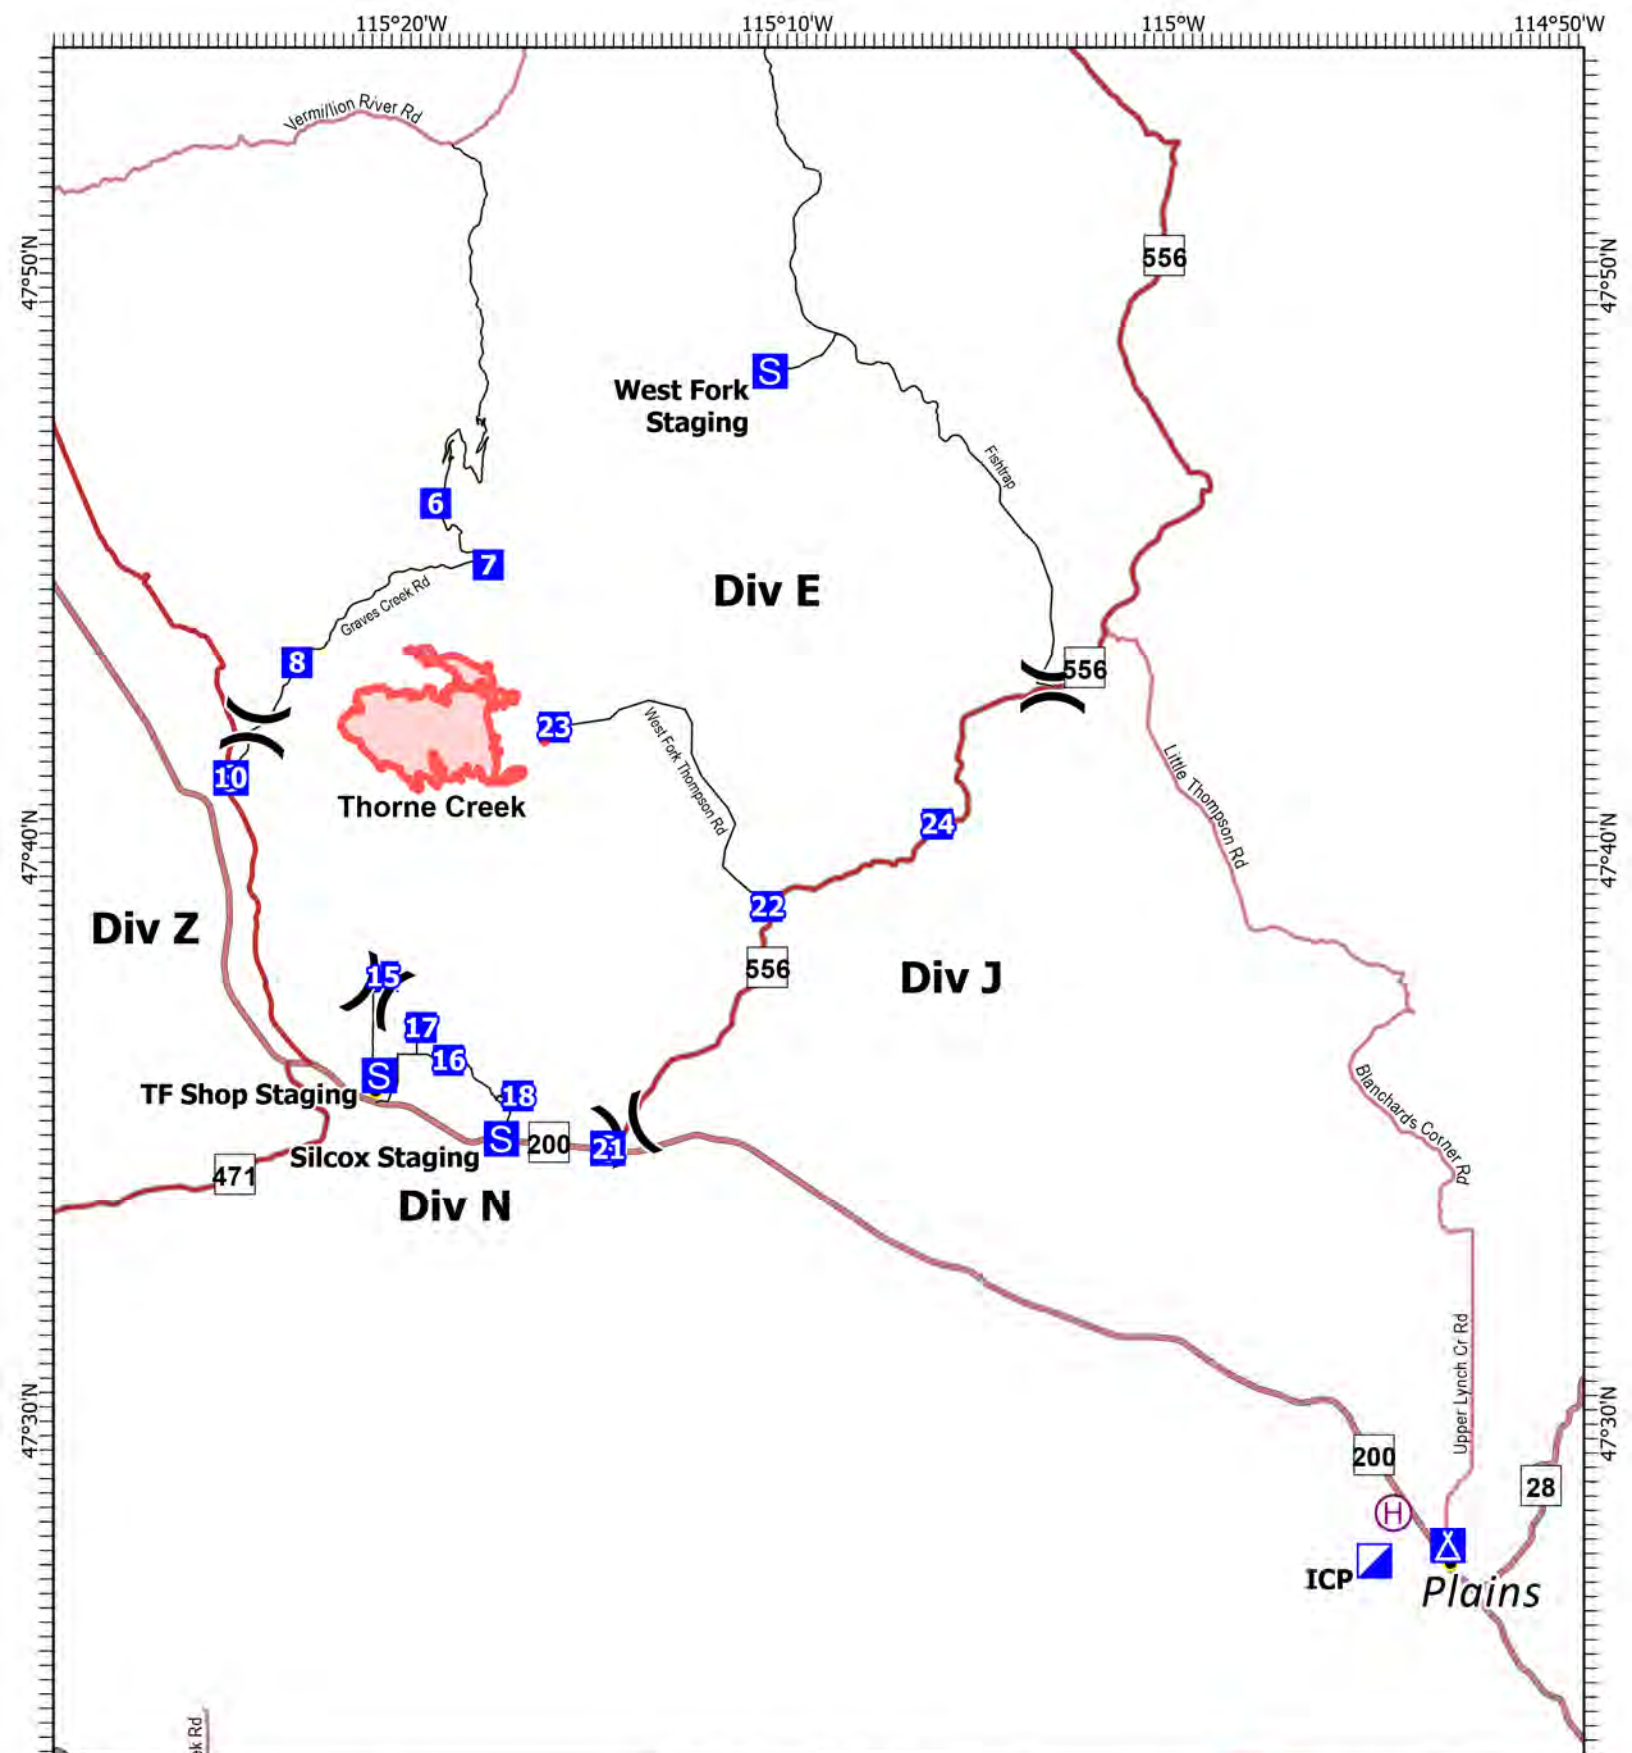 115°20'W 115°10'W 115°W 114°50'W
Vermillion River Rd
47°50'N
556
47°50'N
S
West Fork
Staging
Fishtrap
6
7
Div E
Graves Creek Rd
8
556
23
West Fork Thompson Rd
10
Little Thompson Rd
Thorne Creek
24
47°40'N
47°40'N
22
Div Z
15
556
Div J
17
16
S
TF Shop Staging
18
Blanchards Corner Rd
S
200
21
Silcox Staging
471
Div N
Upper Lynch Cr Rd
47°30'N
47°30'N
200
28
H
ICP
Plains
ek Rd